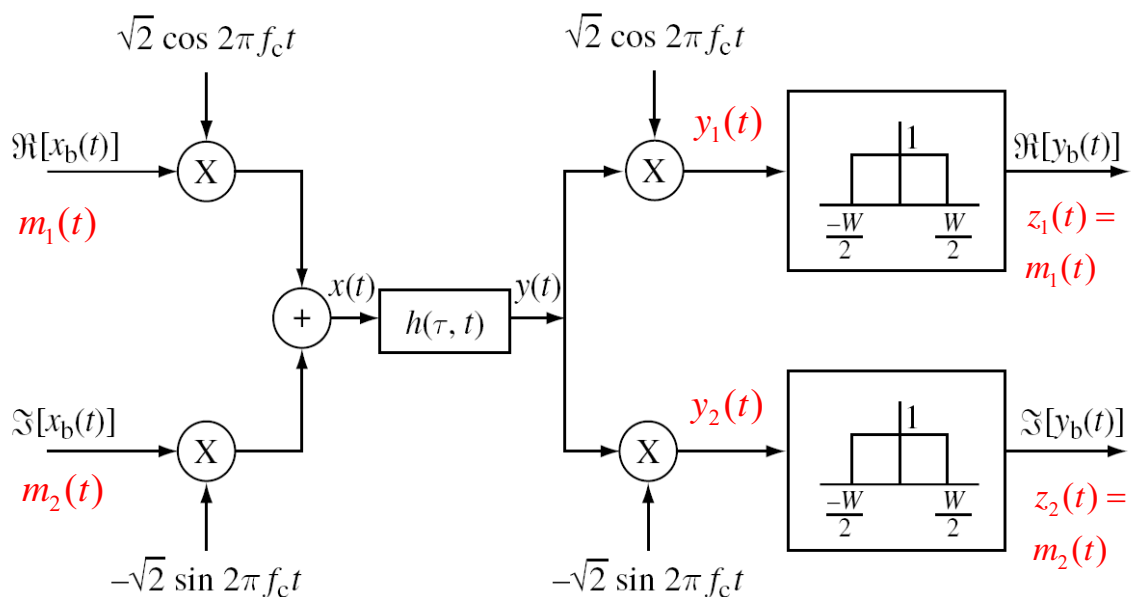 √2 cos 2πf_c t
√2 cos 2πf_c t
ℜ[x_b(t)]
m_1(t)
X
X
y_1(t)
1
−W/2
W/2
ℜ[y_b(t)]
z_1(t) =
m_1(t)
+
x(t)
h(τ, t)
y(t)
ℑ[x_b(t)]
m_2(t)
X
X
y_2(t)
1
−W/2
W/2
ℑ[y_b(t)]
z_2(t) =
m_2(t)
−√2 sin 2πf_c t
−√2 sin 2πf_c t